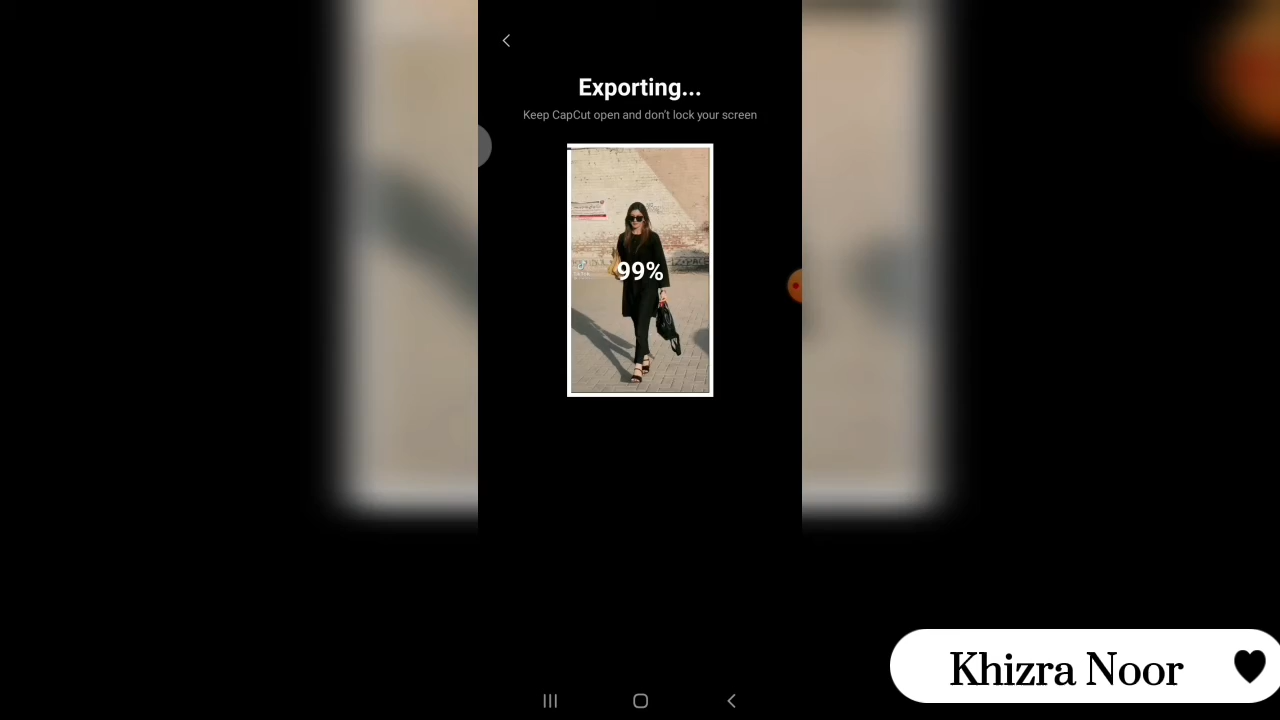 Exporting...
Keep CapCut open and don't lock your screen
99%
Khizra Noor